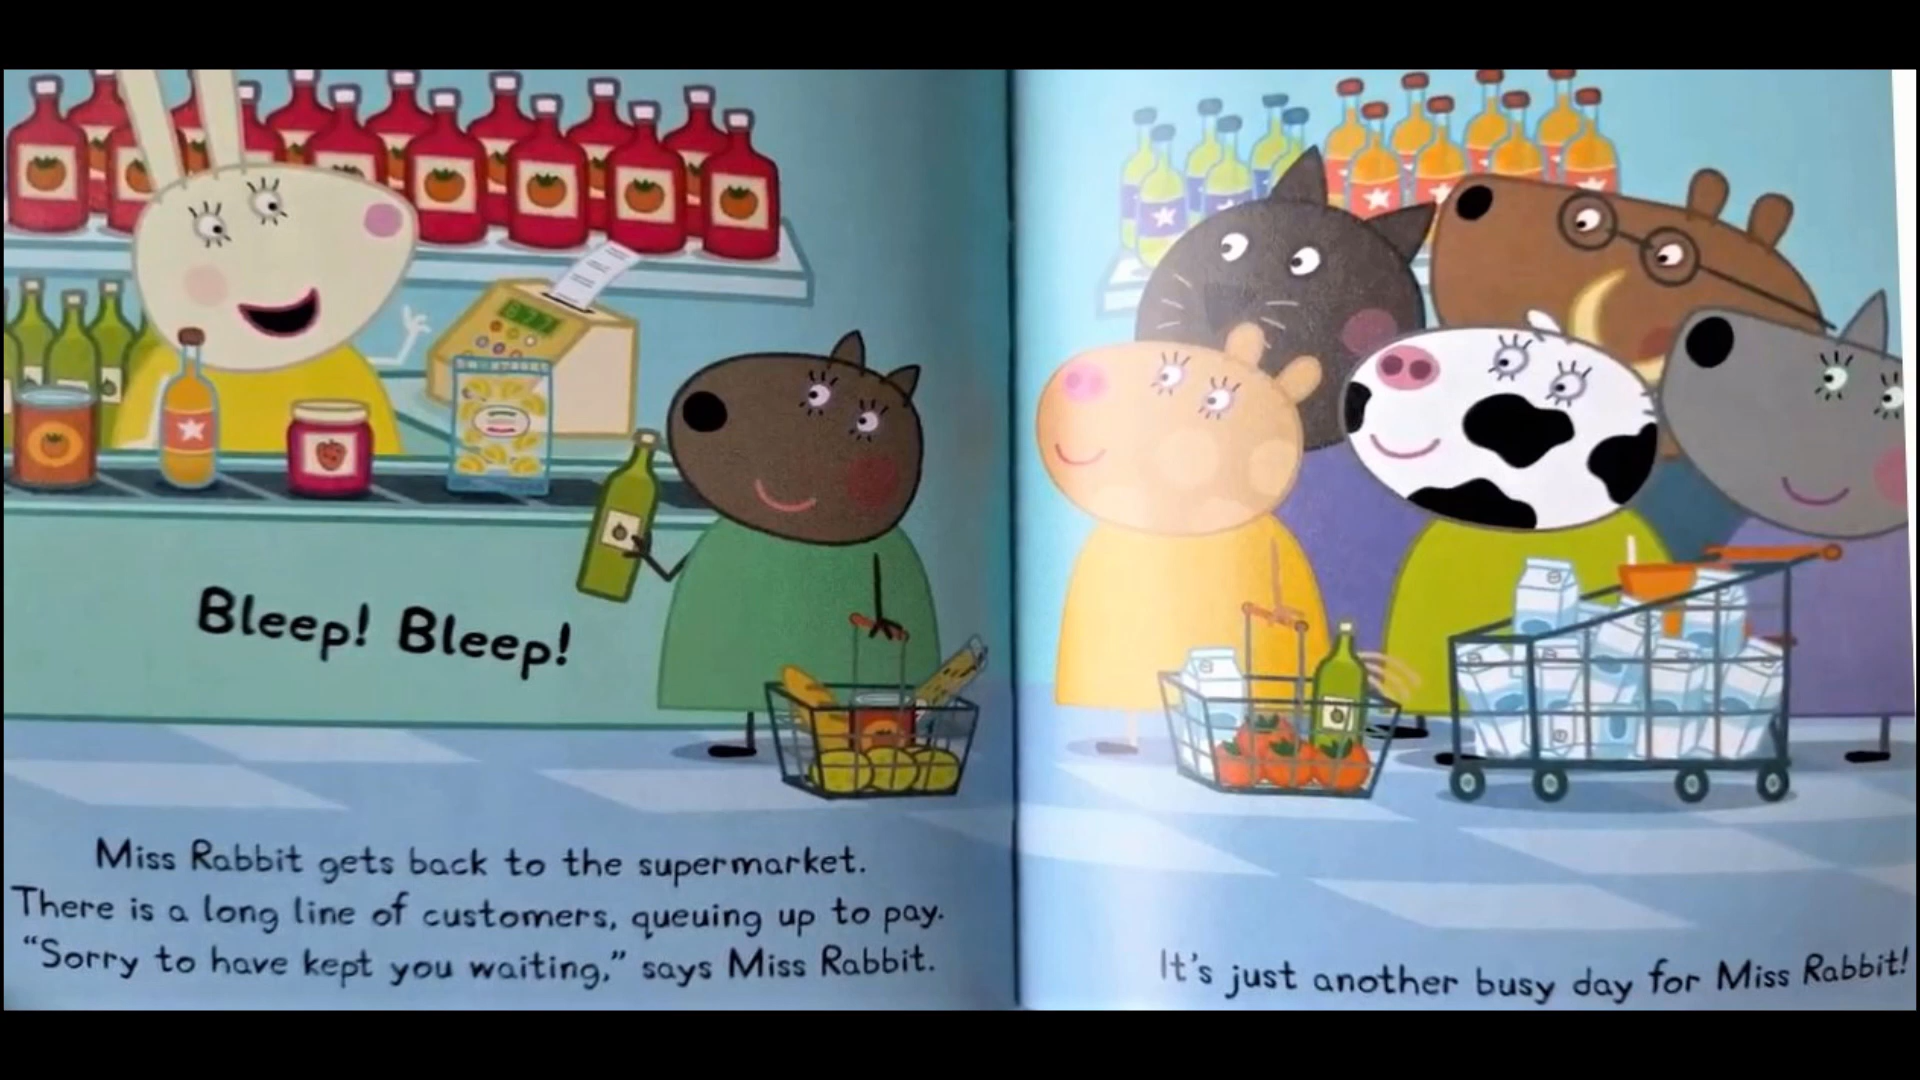 Bleep! Bleep!
Miss Rabbit gets back to the supermarket.
There is a long line of customers, queuing up to pay.
“Sorry to have kept you waiting,” says Miss Rabbit.
It's just another busy day for Miss Rabbit!